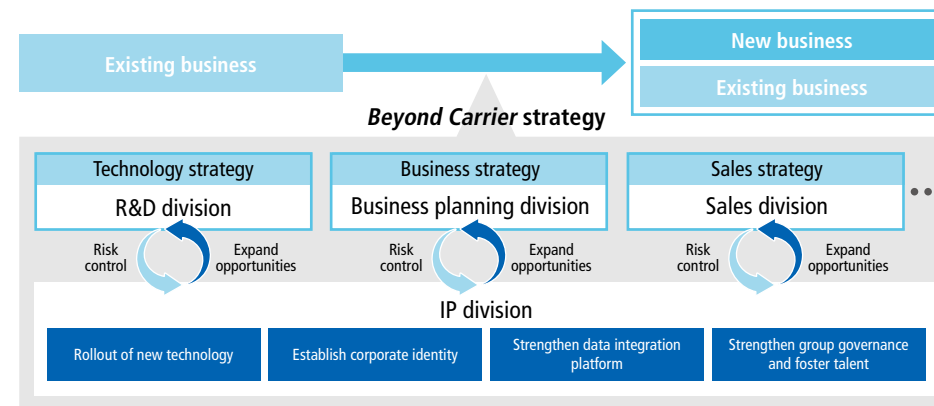 New business
Existing business
Existing business
Beyond Carrier strategy
Technology strategy
Business strategy
Sales strategy
R&D division
Business planning division
Sales division
Risk
control
Expand
opportunities
Risk
control
Expand
opportunities
Risk
control
Expand
opportunities
IP division
Rollout of new technology
Establish corporate identity
Strengthen data integration
platform
Strengthen group governance
and foster talent